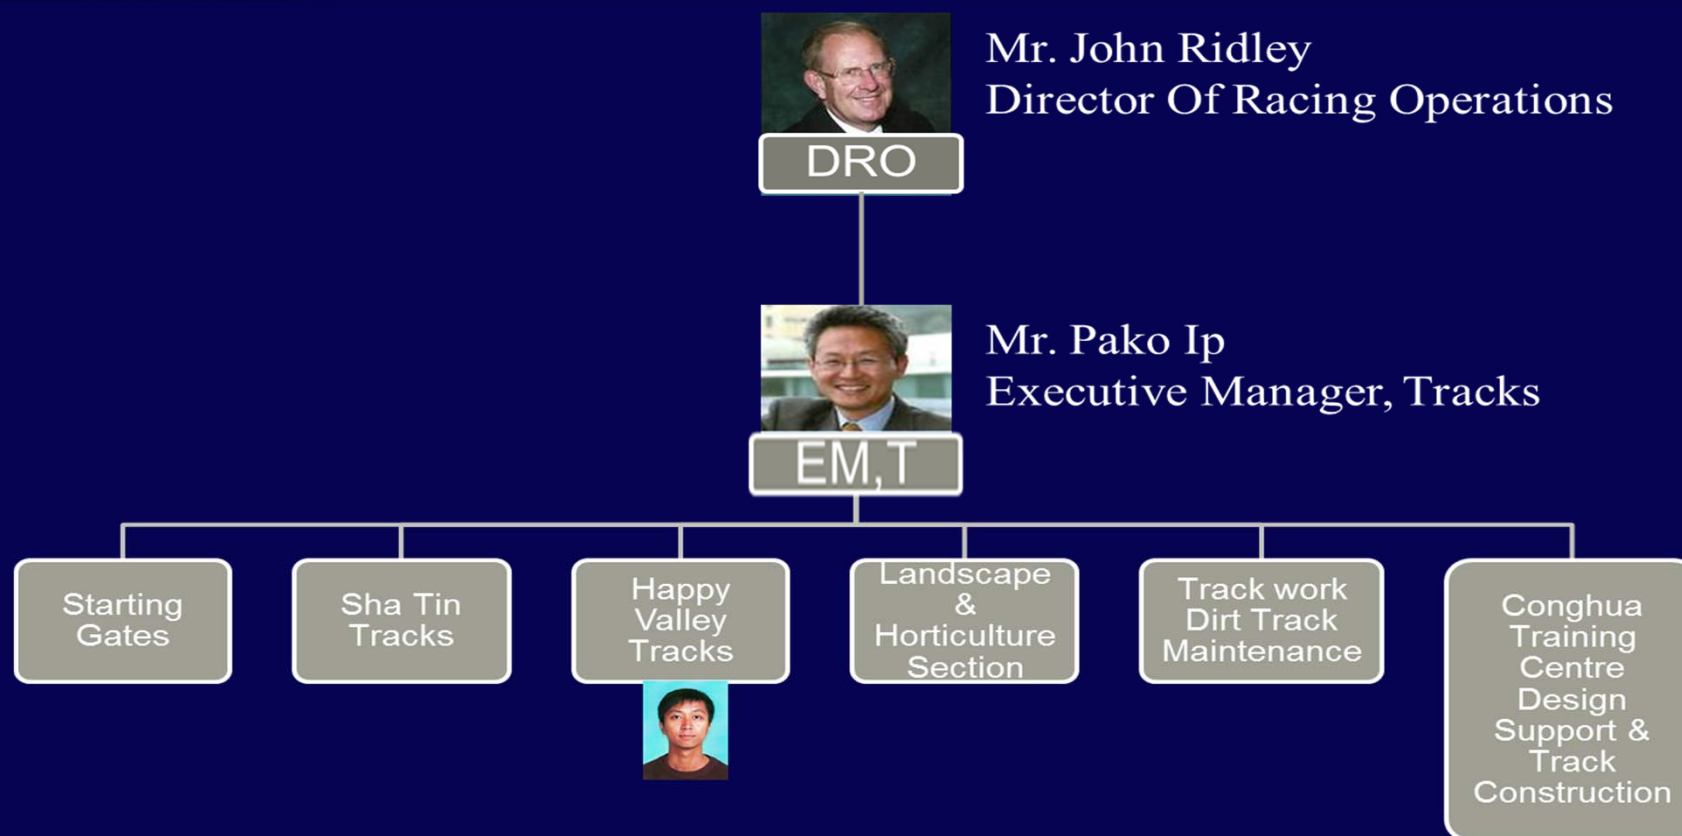 Mr. John Ridley
Director Of Racing Operations
DRO
Mr. Pako Ip
Executive Manager, Tracks
EM,T
Starting
Gates
Sha Tin
Tracks
Happy
Valley
Tracks
Landscape
&
Horticulture
Section
Track work
Dirt Track
Maintenance
Conghua
Training
Centre
Design
Support &
Track
Construction